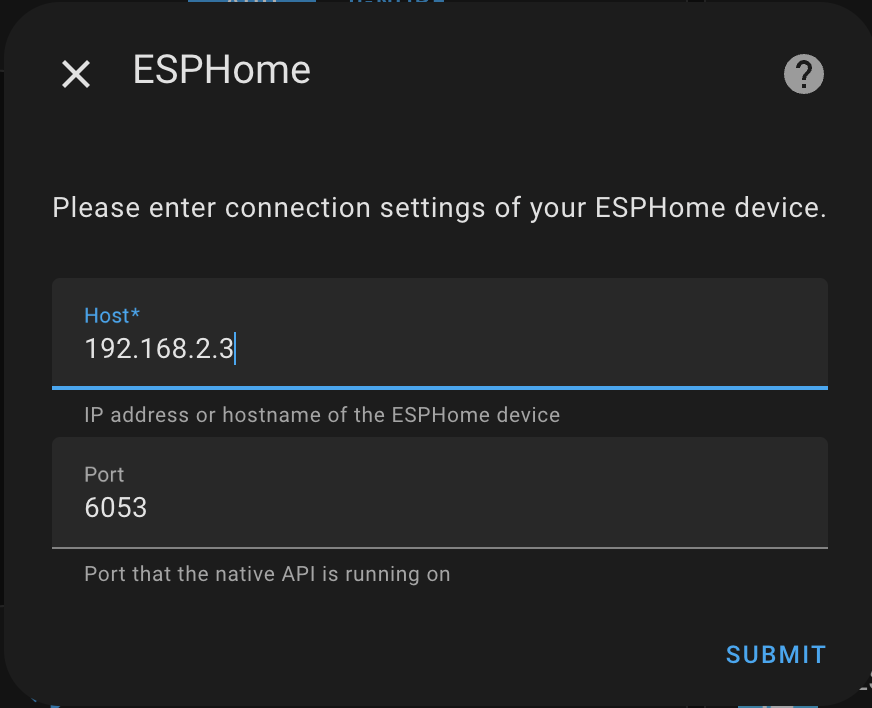 ESPHome
Please enter connection settings of your ESPHome device.
Host*
192.168.2.3
IP address or hostname of the ESPHome device
Port
6053
Port that the native API is running on
SUBMIT